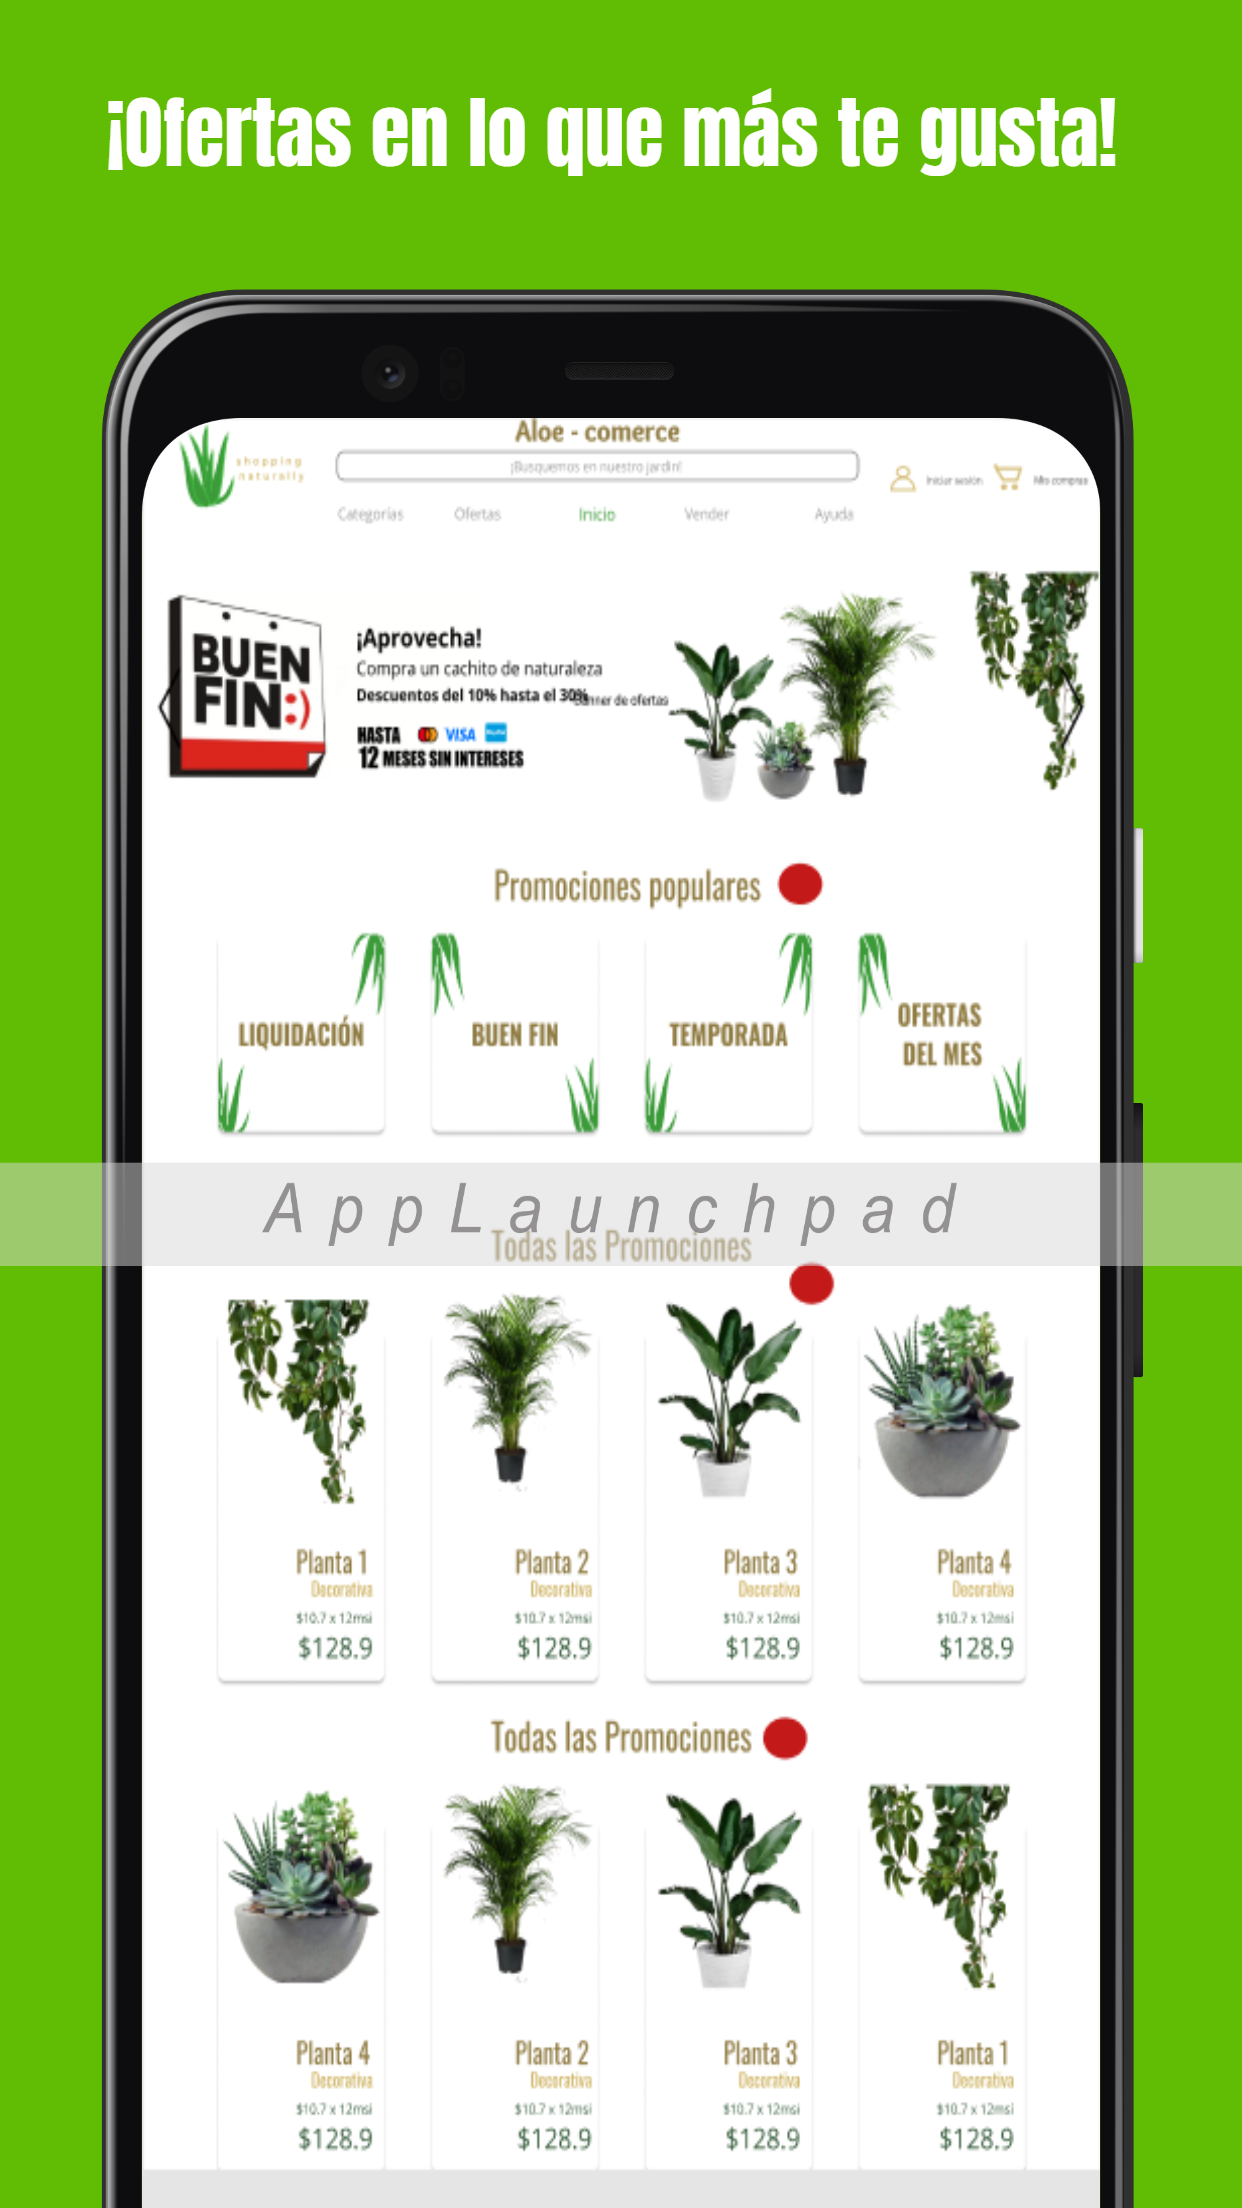 ¡Ofertas en lo que más te gusta!
Aloe - comerce
shopping
naturally
¡Busquemos en nuestro jardin!
Iniciar sesión
Mis compras
Categorías
Ofertas
Inicio
Vender
Ayuda
BUEN
FIN:)
¡Aprovecha!
Compra un cachito de naturaleza
Descuentos del 10% hasta el 30%
Banner de ofertas
HASTA VISA
12 MESES SIN INTERESES
Promociones populares
LIQUIDACIÓN
BUEN FIN
TEMPORADA
OFERTAS
DEL MES
AppLaunchpad
Todas las Promociones
Planta 1
Decorativa
$10.7 x 12msi
$128.9
Planta 2
Decorativa
$10.7 x 12msi
$128.9
Planta 3
Decorativa
$10.7 x 12msi
$128.9
Planta 4
Decorativa
$10.7 x 12msi
$128.9
Todas las Promociones
Planta 4
Decorativa
$10.7 x 12msi
$128.9
Planta 2
Decorativa
$10.7 x 12msi
$128.9
Planta 3
Decorativa
$10.7 x 12msi
$128.9
Planta 1
Decorativa
$10.7 x 12msi
$128.9